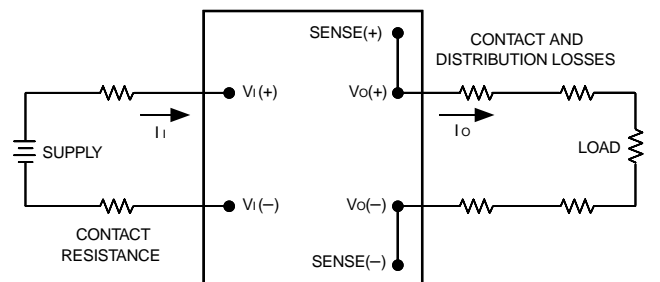 SENSE(+)
CONTACT AND
DISTRIBUTION LOSSES
VI(+)
VO(+)
II
IO
SUPPLY
LOAD
VI(–)
VO(–)
CONTACT
RESISTANCE
SENSE(–)